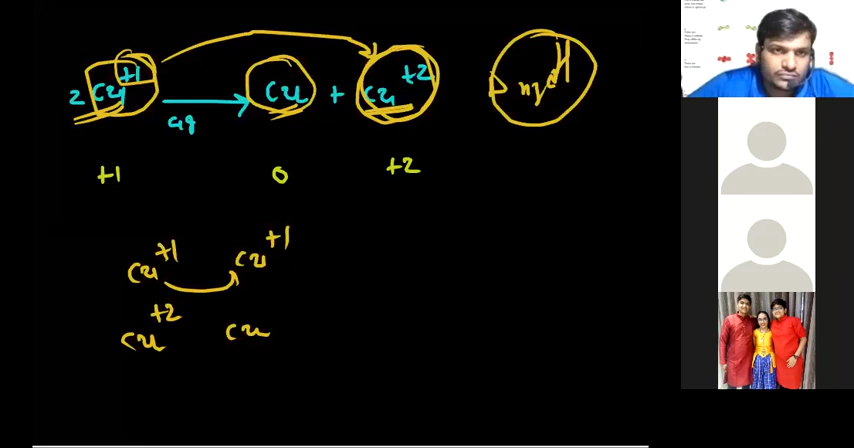 2 Cu+1 → Cu + Cu+2
aq
+1 0 +2
Cu+1 Cu+1
Cu+2 Cu